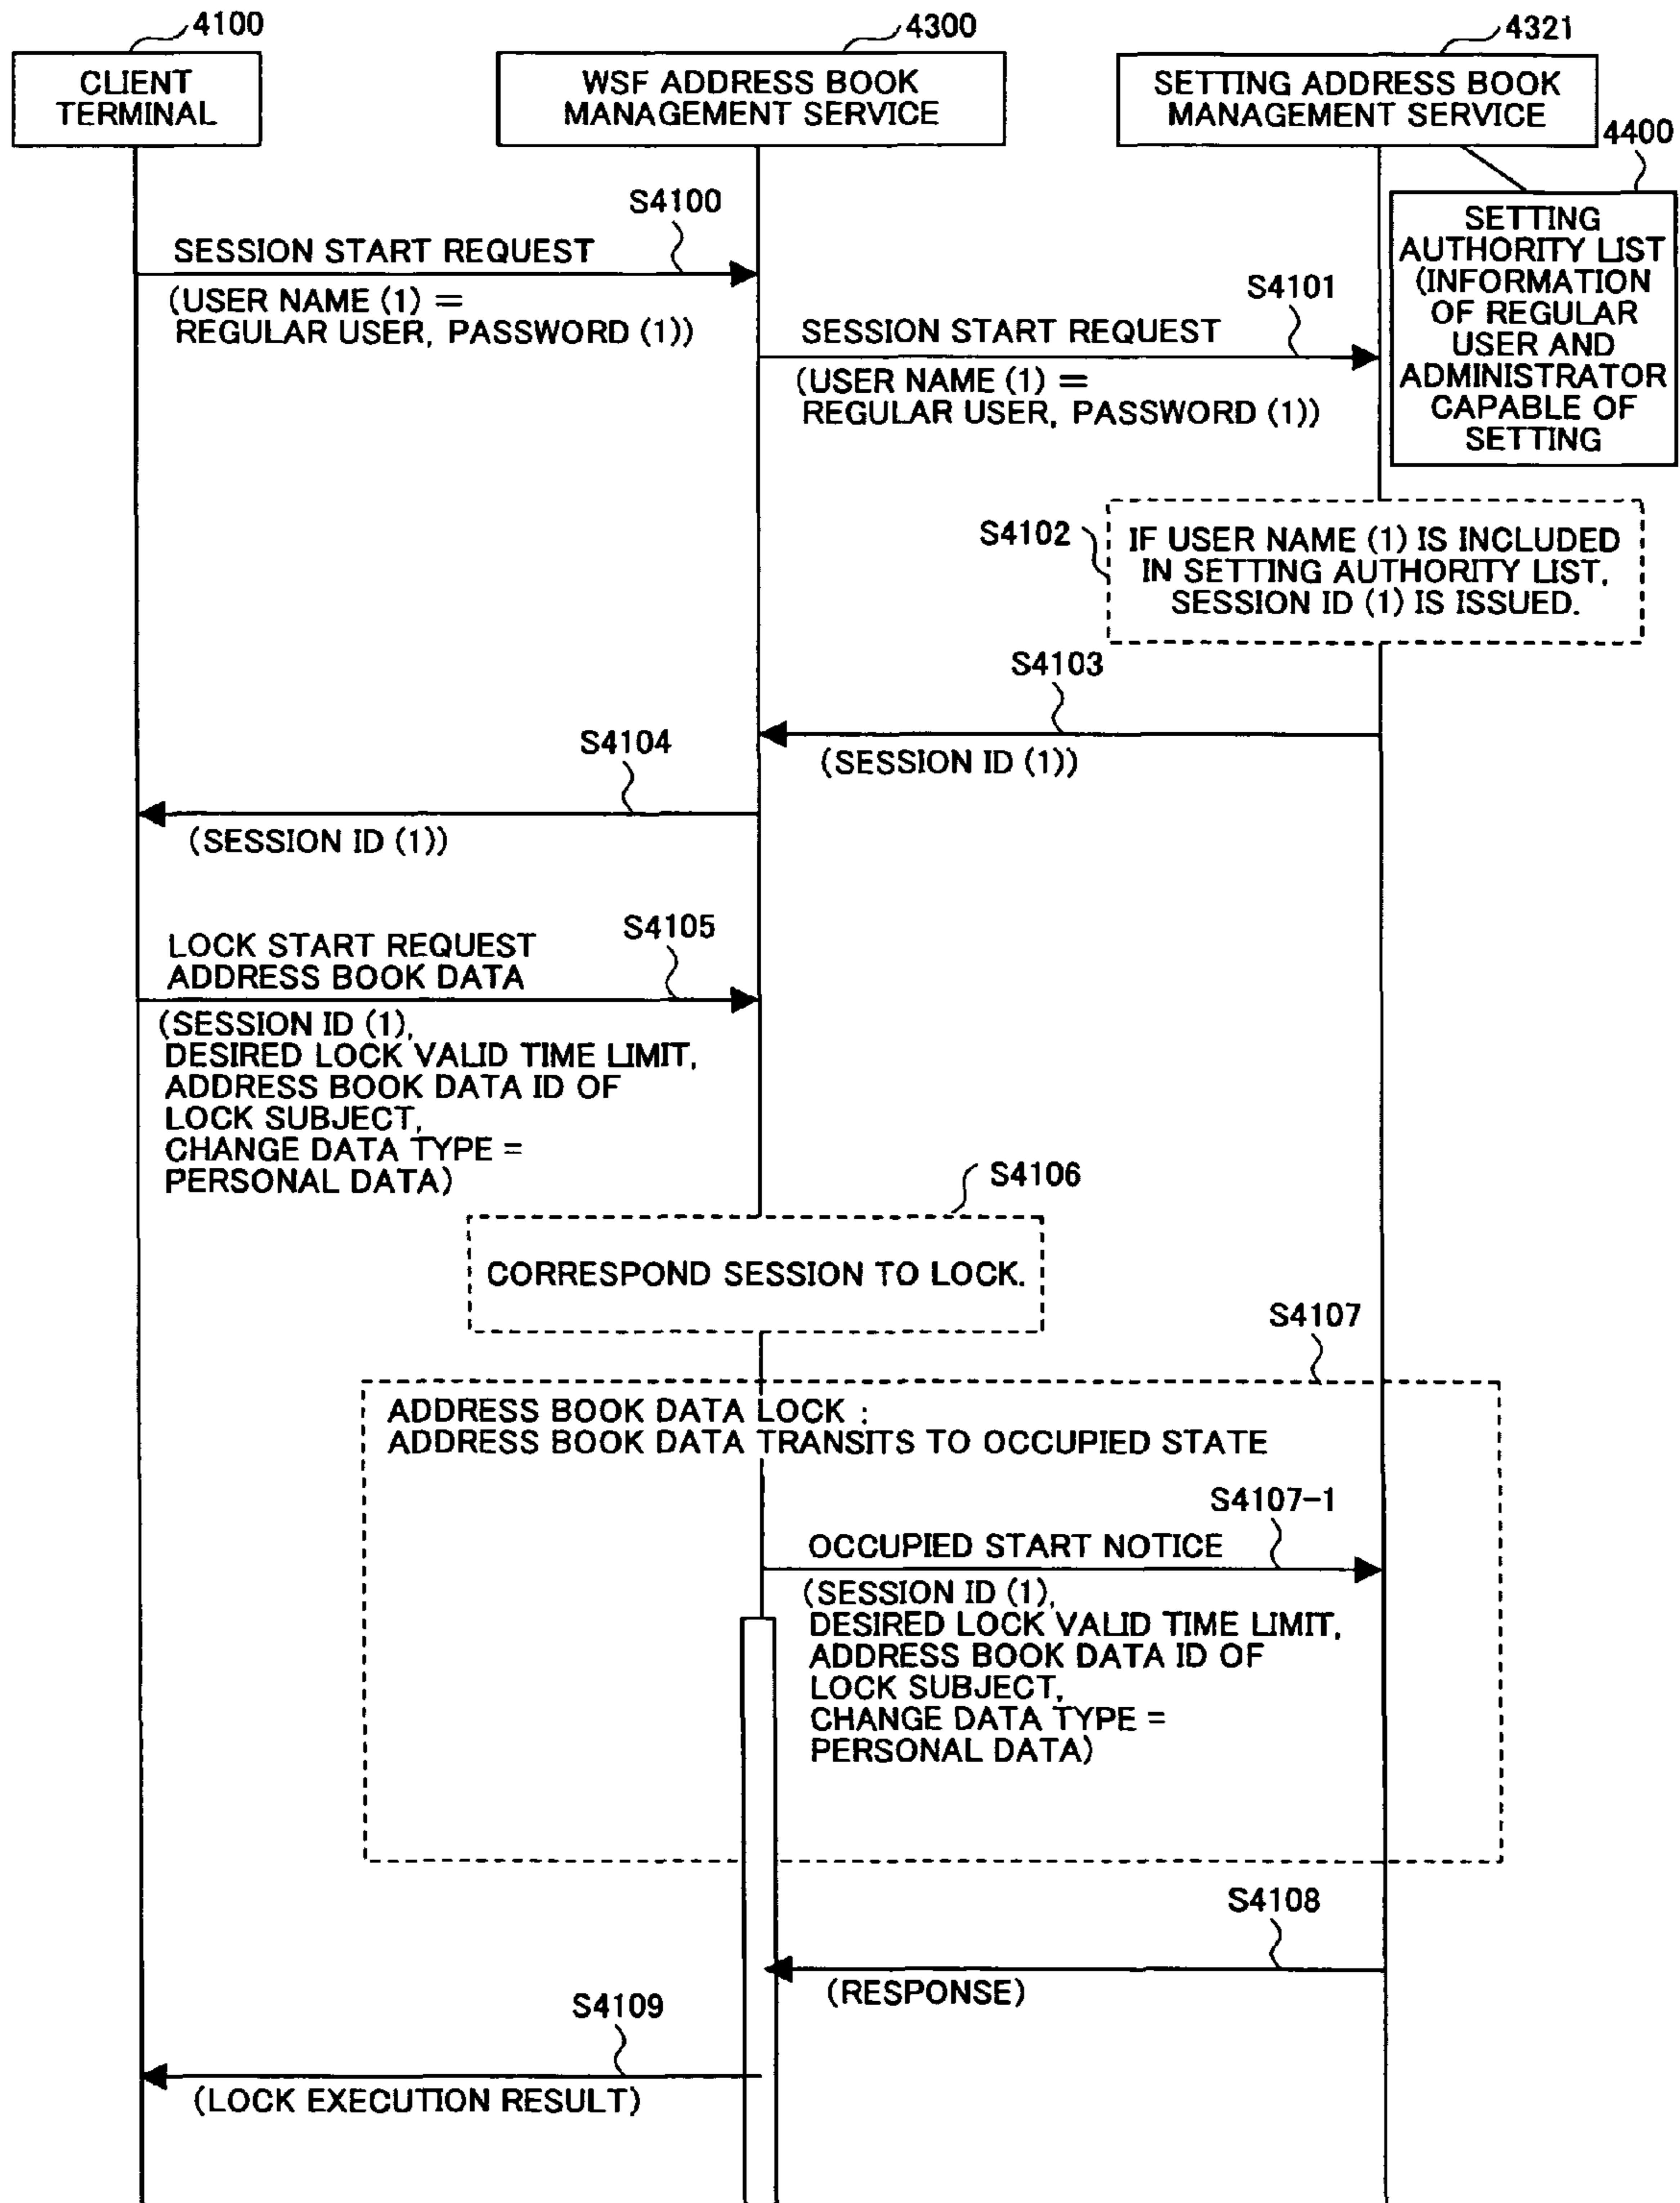 4100
CLIENT
TERMINAL
4300
WSF ADDRESS BOOK
MANAGEMENT SERVICE
4321
SETTING ADDRESS BOOK
MANAGEMENT SERVICE
4400
SETTING
AUTHORITY LIST
(INFORMATION
OF REGULAR
USER AND
ADMINISTRATOR
CAPABLE OF
SETTING
S4100
SESSION START REQUEST
(USER NAME (1) =
REGULAR USER, PASSWORD (1))
S4101
SESSION START REQUEST
(USER NAME (1) =
REGULAR USER, PASSWORD (1))
S4102
IF USER NAME (1) IS INCLUDED
IN SETTING AUTHORITY LIST,
SESSION ID (1) IS ISSUED.
S4103
(SESSION ID (1))
S4104
(SESSION ID (1))
S4105
LOCK START REQUEST
ADDRESS BOOK DATA
(SESSION ID (1),
DESIRED LOCK VALID TIME LIMIT,
ADDRESS BOOK DATA ID OF
LOCK SUBJECT,
CHANGE DATA TYPE =
PERSONAL DATA)
S4106
CORRESPOND SESSION TO LOCK.
S4107
ADDRESS BOOK DATA LOCK :
ADDRESS BOOK DATA TRANSITS TO OCCUPIED STATE
S4107-1
OCCUPIED START NOTICE
(SESSION ID (1),
DESIRED LOCK VALID TIME LIMIT,
ADDRESS BOOK DATA ID OF
LOCK SUBJECT,
CHANGE DATA TYPE =
PERSONAL DATA)
S4108
(RESPONSE)
S4109
(LOCK EXECUTION RESULT)